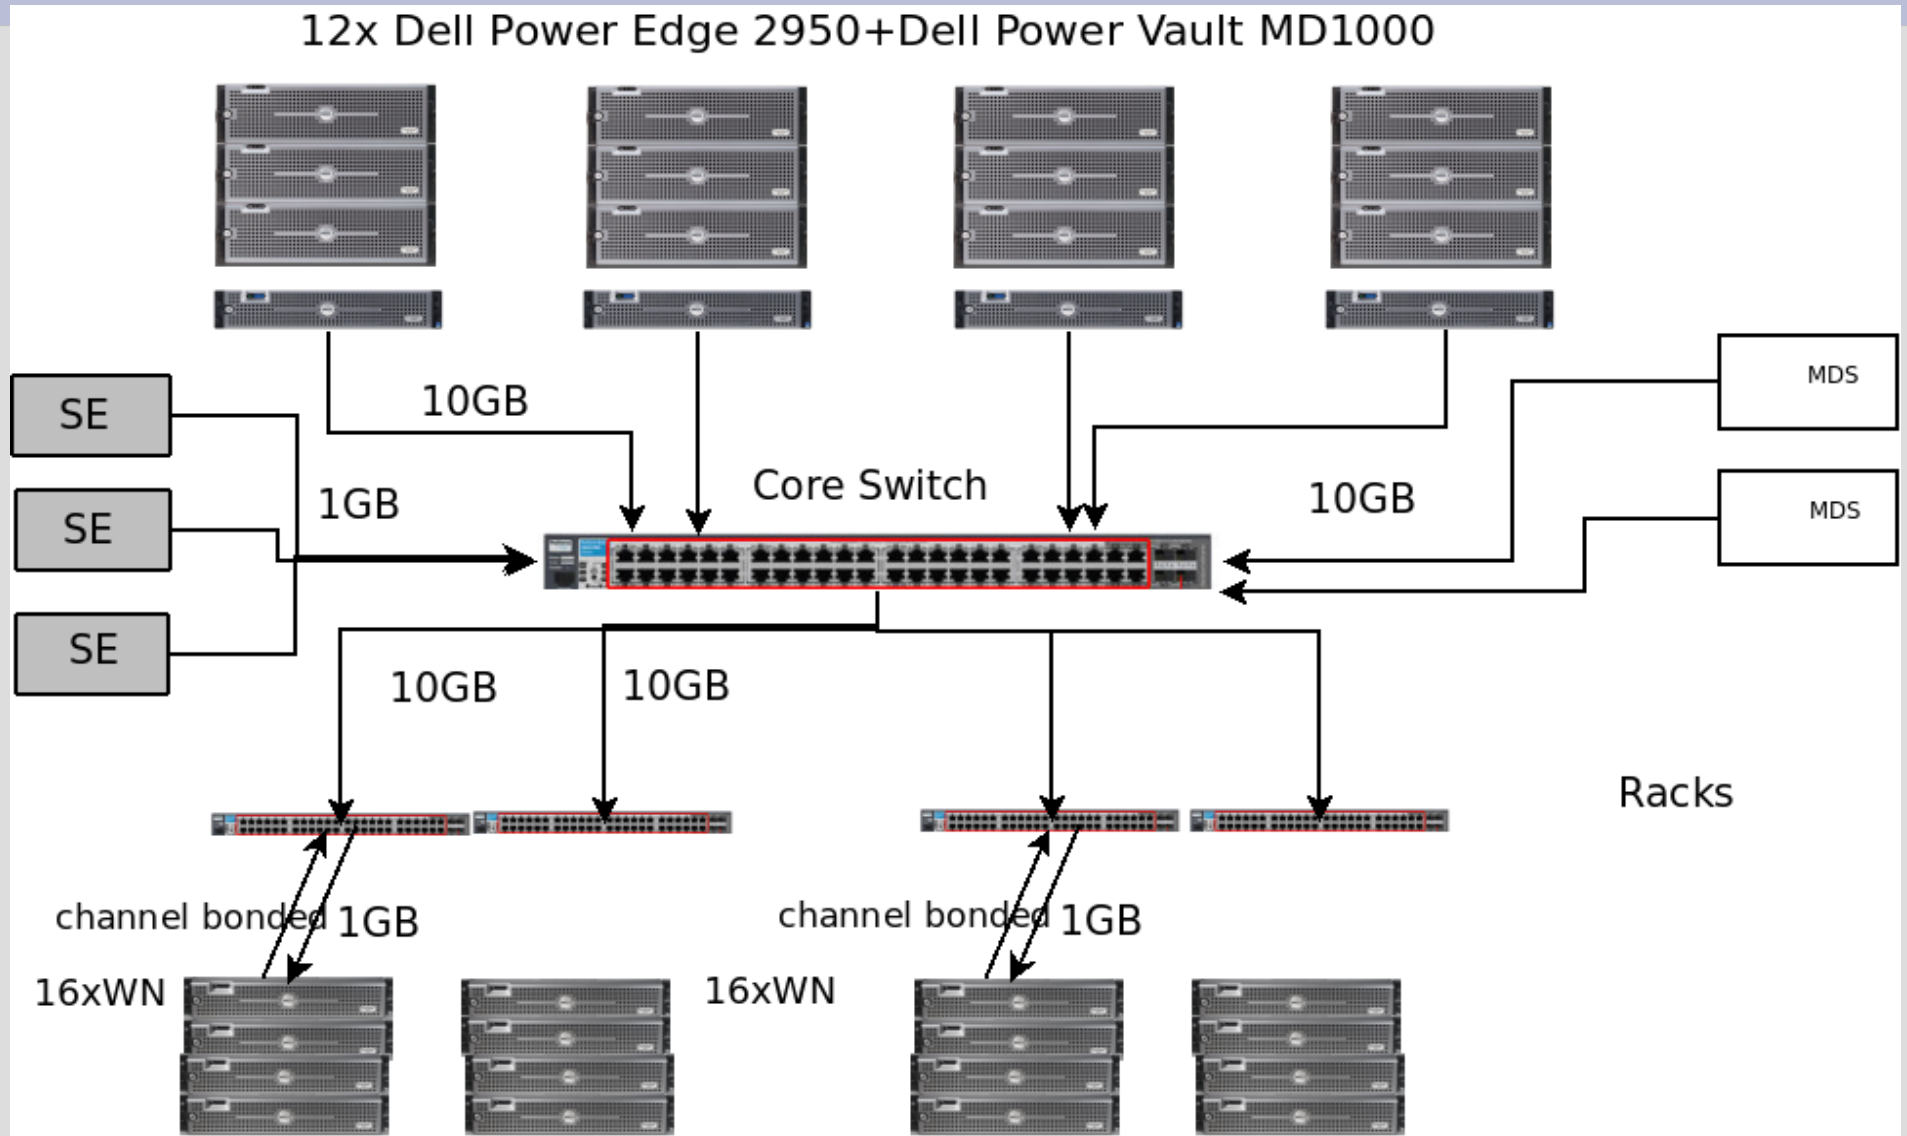 12x Dell Power Edge 2950+Dell Power Vault MD1000
MDS
SE
10GB
Core Switch
10GB
MDS
1GB
SE
SE
10GB
10GB
Racks
channel bonded
1GB
channel bonded
1GB
16xWN
16xWN